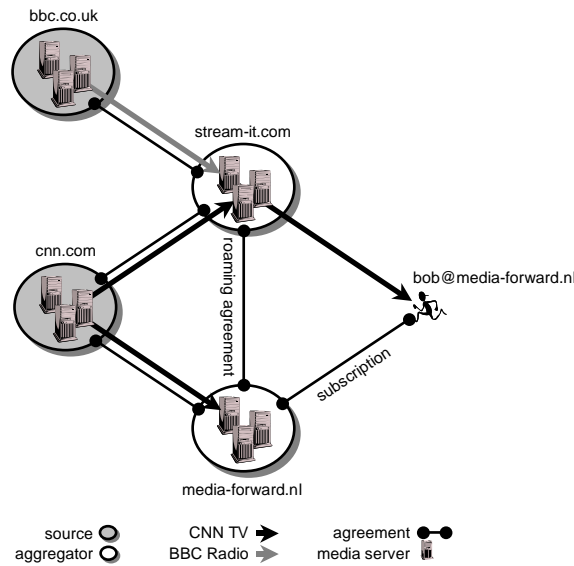 bbc.co.uk
stream-it.com
cnn.com
roaming agreement
bob@media-forward.nl
subscription
media-forward.nl
source CNN TV agreement
aggregator BBC Radio media server